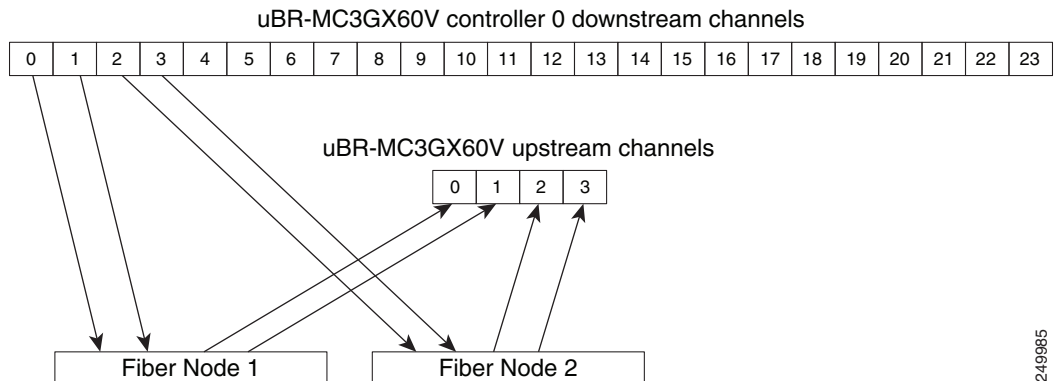 uBR-MC3GX60V controller 0 downstream channels
0 1 2 3 4 5 6 7 8 9 10 11 12 13 14 15 16 17 18 19 20 21 22 23
uBR-MC3GX60V upstream channels
0 1 2 3
Fiber Node 1 Fiber Node 2
249985